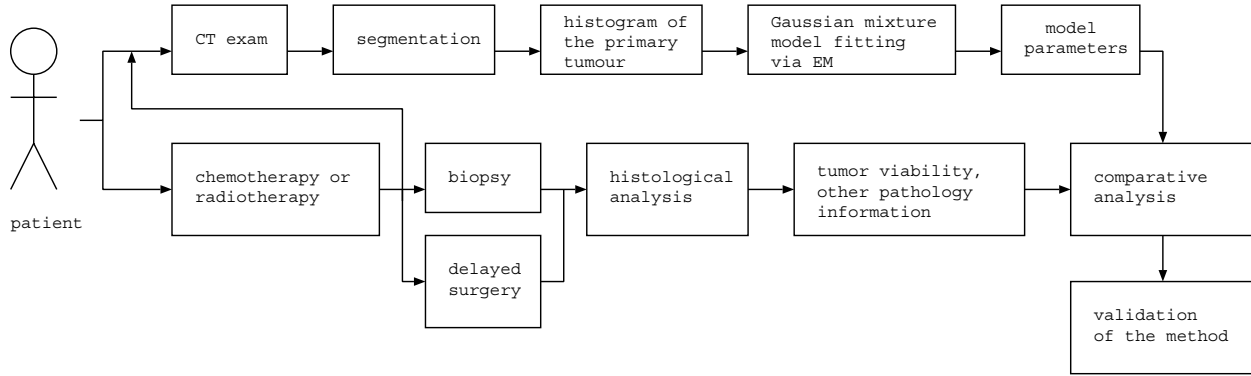 patient
CT exam
segmentation
histogram of
the primary
tumour
Gaussian mixture
model fitting
via EM
model
parameters
chemotherapy or
radiotherapy
biopsy
delayed
surgery
histological
analysis
tumor viability,
other pathology
information
comparative
analysis
validation
of the method